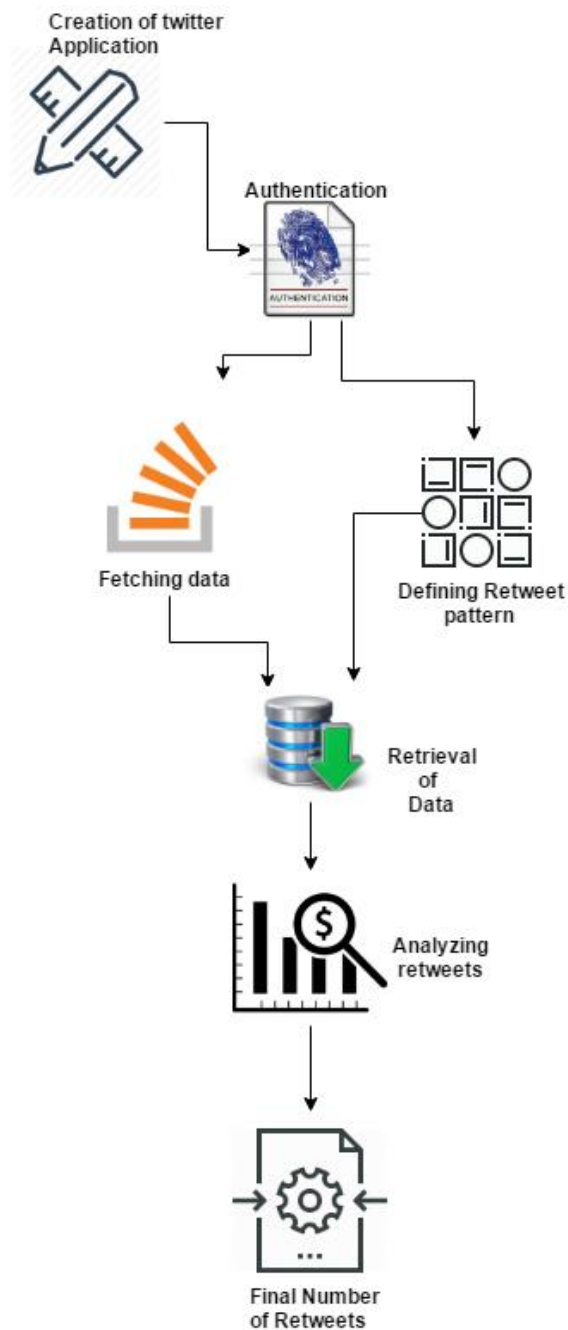 Creation of twitter
Application
Authentication
AUTHENTICATION
Fetching data
Defining Retweet
pattern
Retrieval
of
Data
$
Analyzing
retweets
...
Final Number
of Retweets